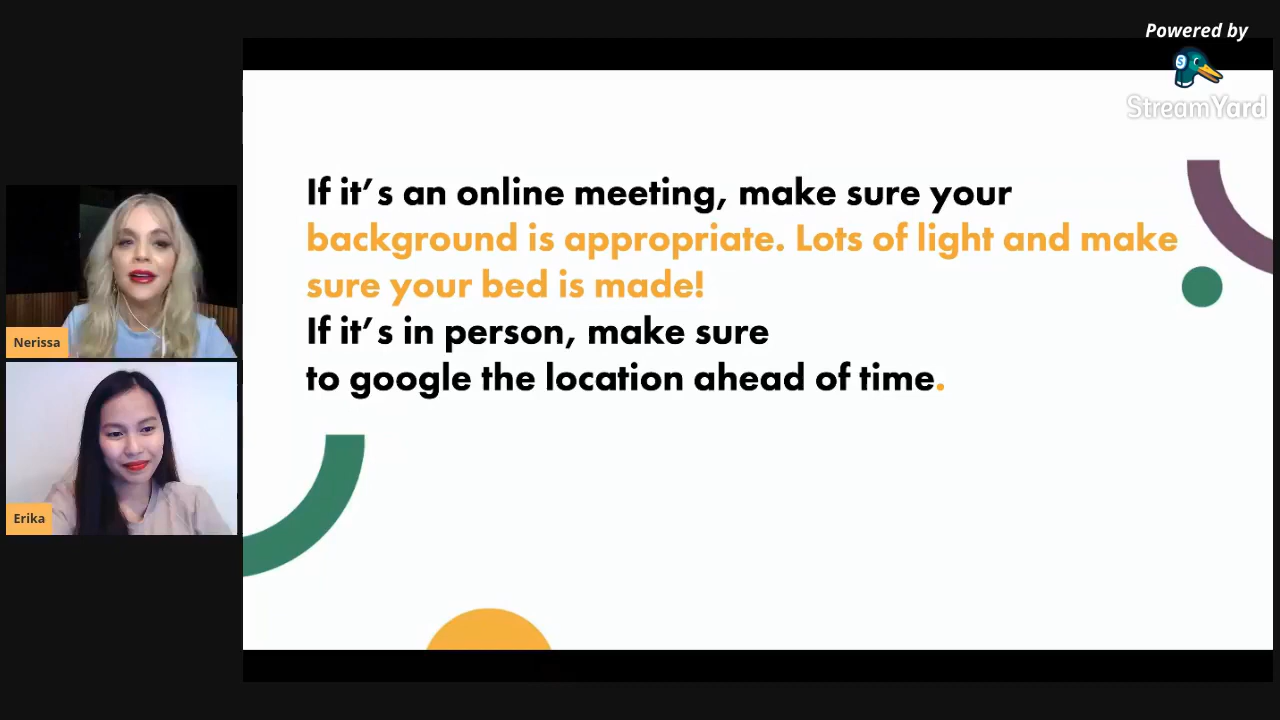 Powered by
StreamYard
If it’s an online meeting, make sure your
background is appropriate. Lots of light and make
sure your bed is made!
If it’s in person, make sure
to google the location ahead of time.
Nerissa
Erika